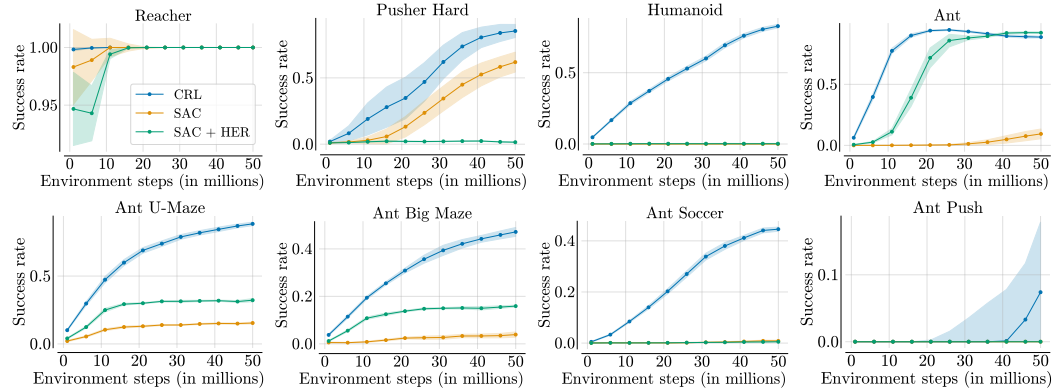 Reacher
Success rate
1.00
0.95
CRL
SAC
SAC + HER
0 10 20 30 40 50
Environment steps (in millions)
Pusher Hard
Success rate
0.5
0.0
0 10 20 30 40 50
Environment steps (in millions)
Humanoid
Success rate
0.5
0.0
0 10 20 30 40 50
Environment steps (in millions)
Ant
Success rate
0.5
0.0
0 10 20 30 40 50
Environment steps (in millions)
Ant U-Maze
Success rate
0.5
0.0
0 10 20 30 40 50
Environment steps (in millions)
Ant Big Maze
Success rate
0.4
0.2
0.0
0 10 20 30 40 50
Environment steps (in millions)
Ant Soccer
Success rate
0.4
0.2
0.0
0 10 20 30 40 50
Environment steps (in millions)
Ant Push
Success rate
0.1
0.0
0 10 20 30 40 50
Environment steps (in millions)